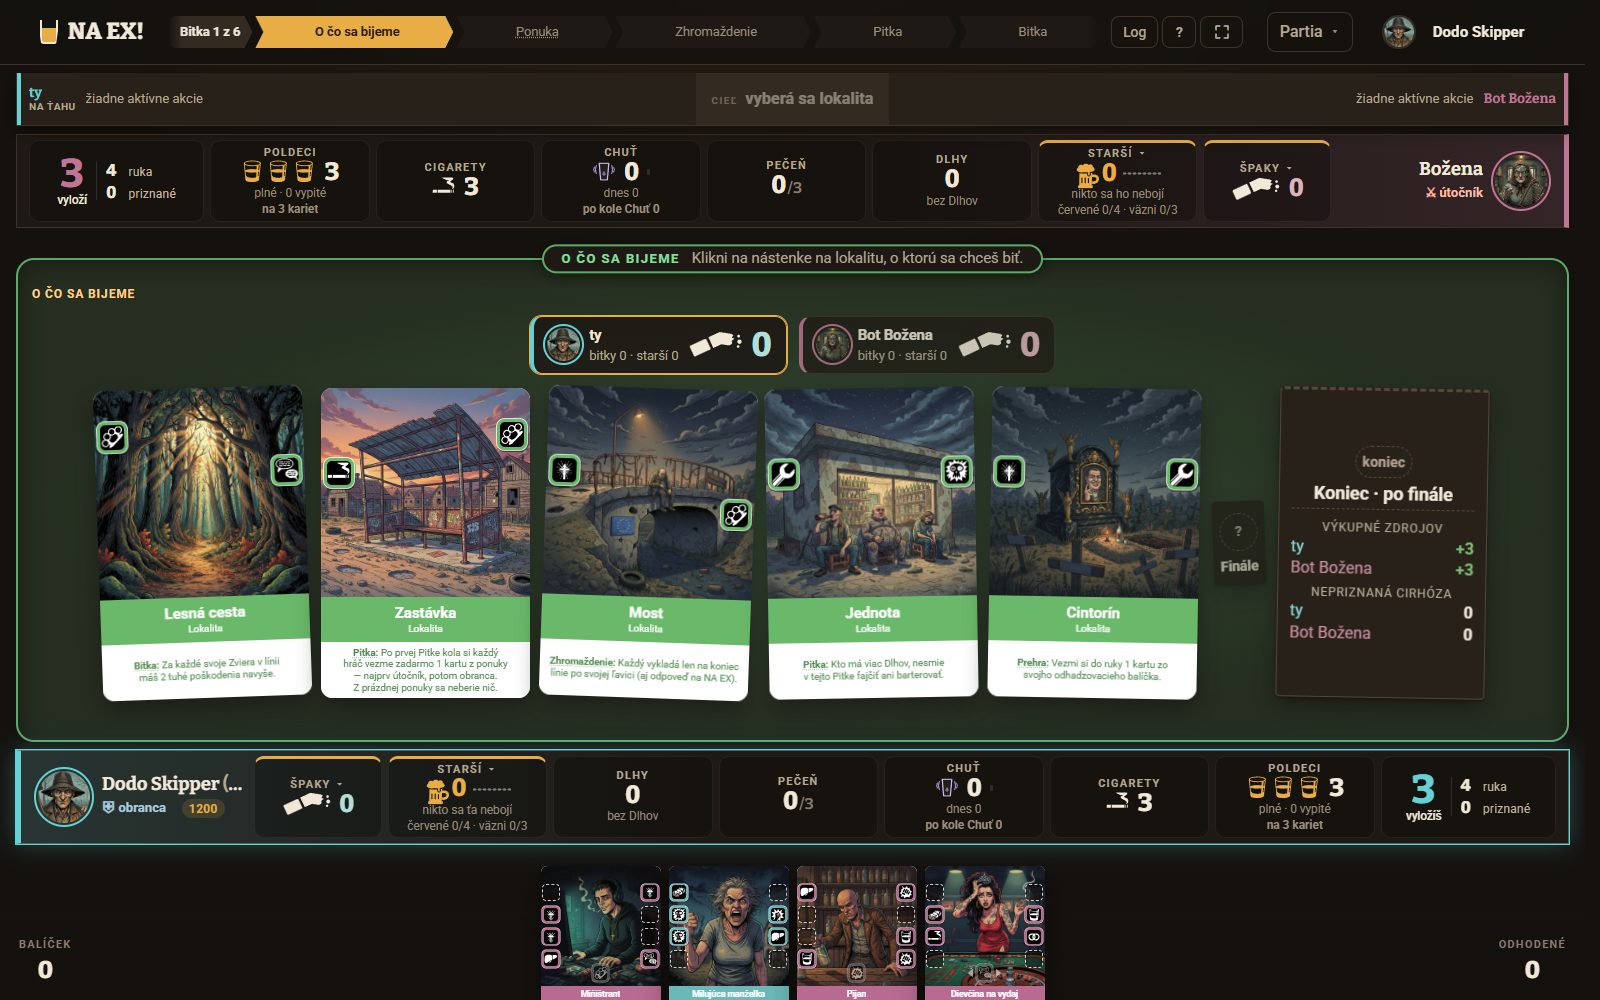 NA EX!
Bitka 1 z 6
O čo sa bijeme
Ponuka
Zhromaždenie
Pitka
Bitka
Log
?
Partia
Dodo Skipper
ty
NA ŤAHU
žiadne aktívne akcie
CIEĽ vyberá sa lokalita
žiadne aktívne akcie
Bot Božena
3
vyloží
4 ruka
0 priznané
POLDECI
3
plné · 0 vypité
na 3 kariet
CIGARETY
3
CHUŤ
0
dnes 0
po kole Chuť 0
PEČEŇ
0/3
DLHY
0
bez Dlhov
STARŠÍ
0
nikto sa ho nebojí
červené 0/4 · väzni 0/3
ŠPAKY
0
Božena
útočník
O ČO SA BIJEME Klikni na nástenke na lokalitu, o ktorú sa chceš biť.
O ČO SA BIJEME
ty
bitky 0 · starší 0
0
Bot Božena
bitky 0 · starší 0
0
Lesná cesta
Lokalita
Bitka: Za každé svoje Zviera v línii
máš 2 tuhé poškodenia navyše.
Zastávka
Lokalita
Pitka: Po prvej Pitke kola si každý
hráč vezme zadarmo 1 kartu z ponuky
— najprv útočník, potom obranca.
Z prázdnej ponuky sa neberie nič.
Most
Lokalita
Zhromaždenie: Každý vykladá len na koniec
línie po svojej ľavici (aj odpoveď na NA EX).
Jednota
Lokalita
Pitka: Kto má viac Dlhov, nesmie
v tejto Pitke fajčiť ani barterovať.
Cintorín
Lokalita
Prehra: Vezmi si do ruky 1 kartu zo
svojho odhadzovacieho balíčka.
?
Finále
koniec
Koniec · po finále
VÝKUPNÉ ZDROJOV
ty +3
Bot Božena +3
NEPRIZNANÁ CIRHÓZA
ty 0
Bot Božena 0
Dodo Skipper (...
obranca
1200
ŠPAKY
0
STARŠÍ
0
nikto sa ťa nebojí
červené 0/4 · väzni 0/3
DLHY
0
bez Dlhov
PEČEŇ
0/3
CHUŤ
0
dnes 0
po kole Chuť 0
CIGARETY
3
POLDECI
3
plné · 0 vypité
na 3 kariet
3
vyložíš
4 ruka
0 priznané
BALÍČEK
0
Miništrant
Milujúca manželka
Pijan
Dievčina na vydaj
ODHODENÉ
0